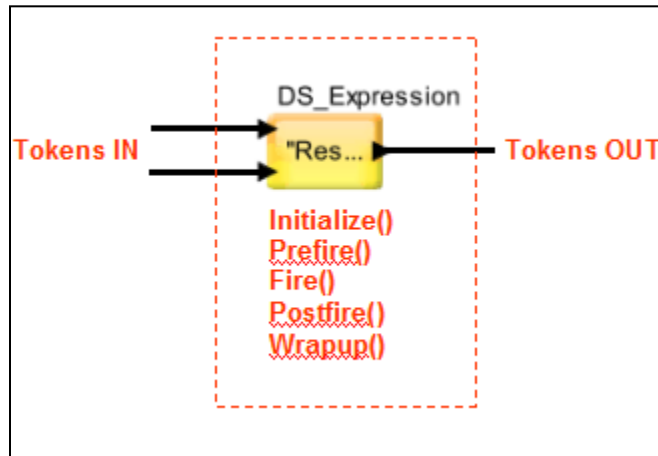 DS_Expression
Tokens IN
"Res...
Tokens OUT
Initialize()
Prefire()
Fire()
Postfire()
Wrapup()